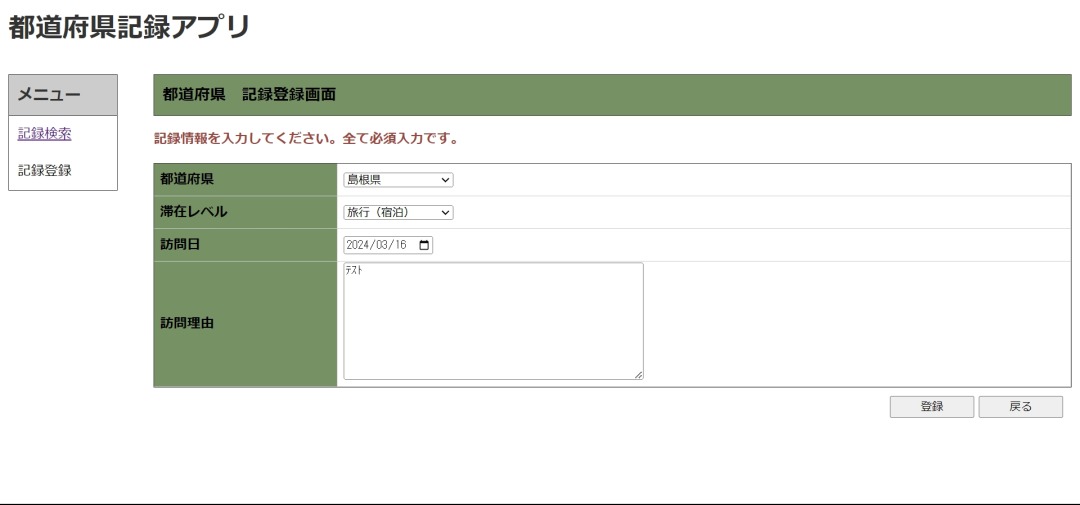 都道府県記録アプリ
メニュー
記録検索
記録登録
都道府県　記録登録画面
記録情報を入力してください。全て必須入力です。
都道府県
島根県
滞在レベル
旅行（宿泊）
訪問日
2024/03/16
訪問理由
ﾃｽﾄ
登録
戻る